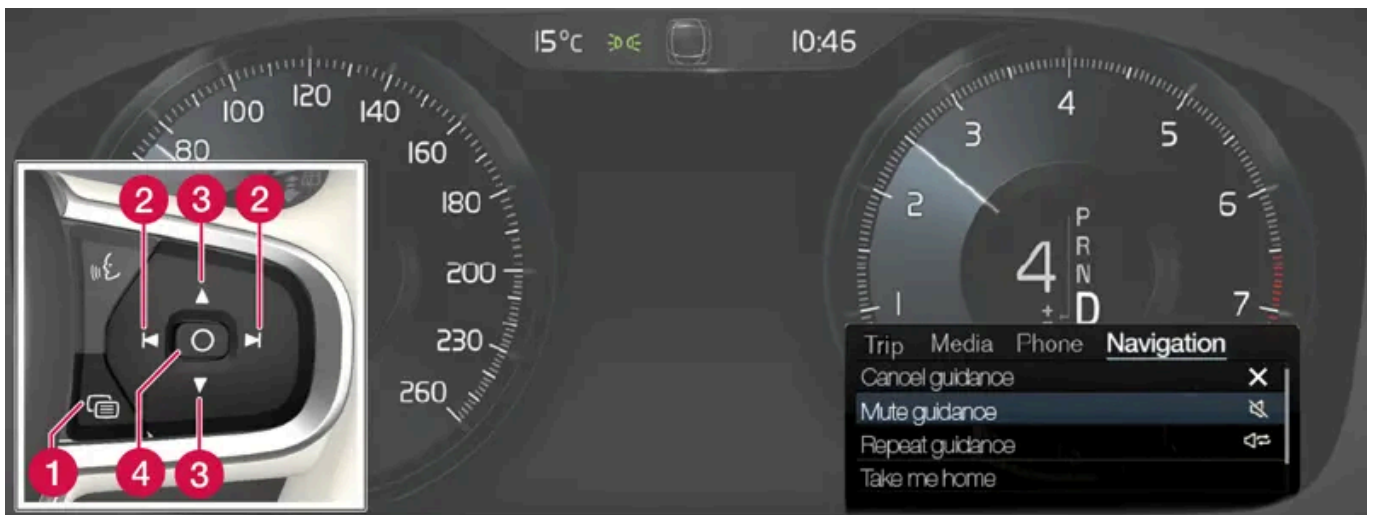 15°C 10:46
80
100
120
140
160
180
200
230
260
1
2
3
4
5
6
7
4
P
R
N
D
±
Trip Media Phone Navigation
Cancel guidance
Mute guidance
Repeat guidance
Take me home
2 3 2
1 4 3